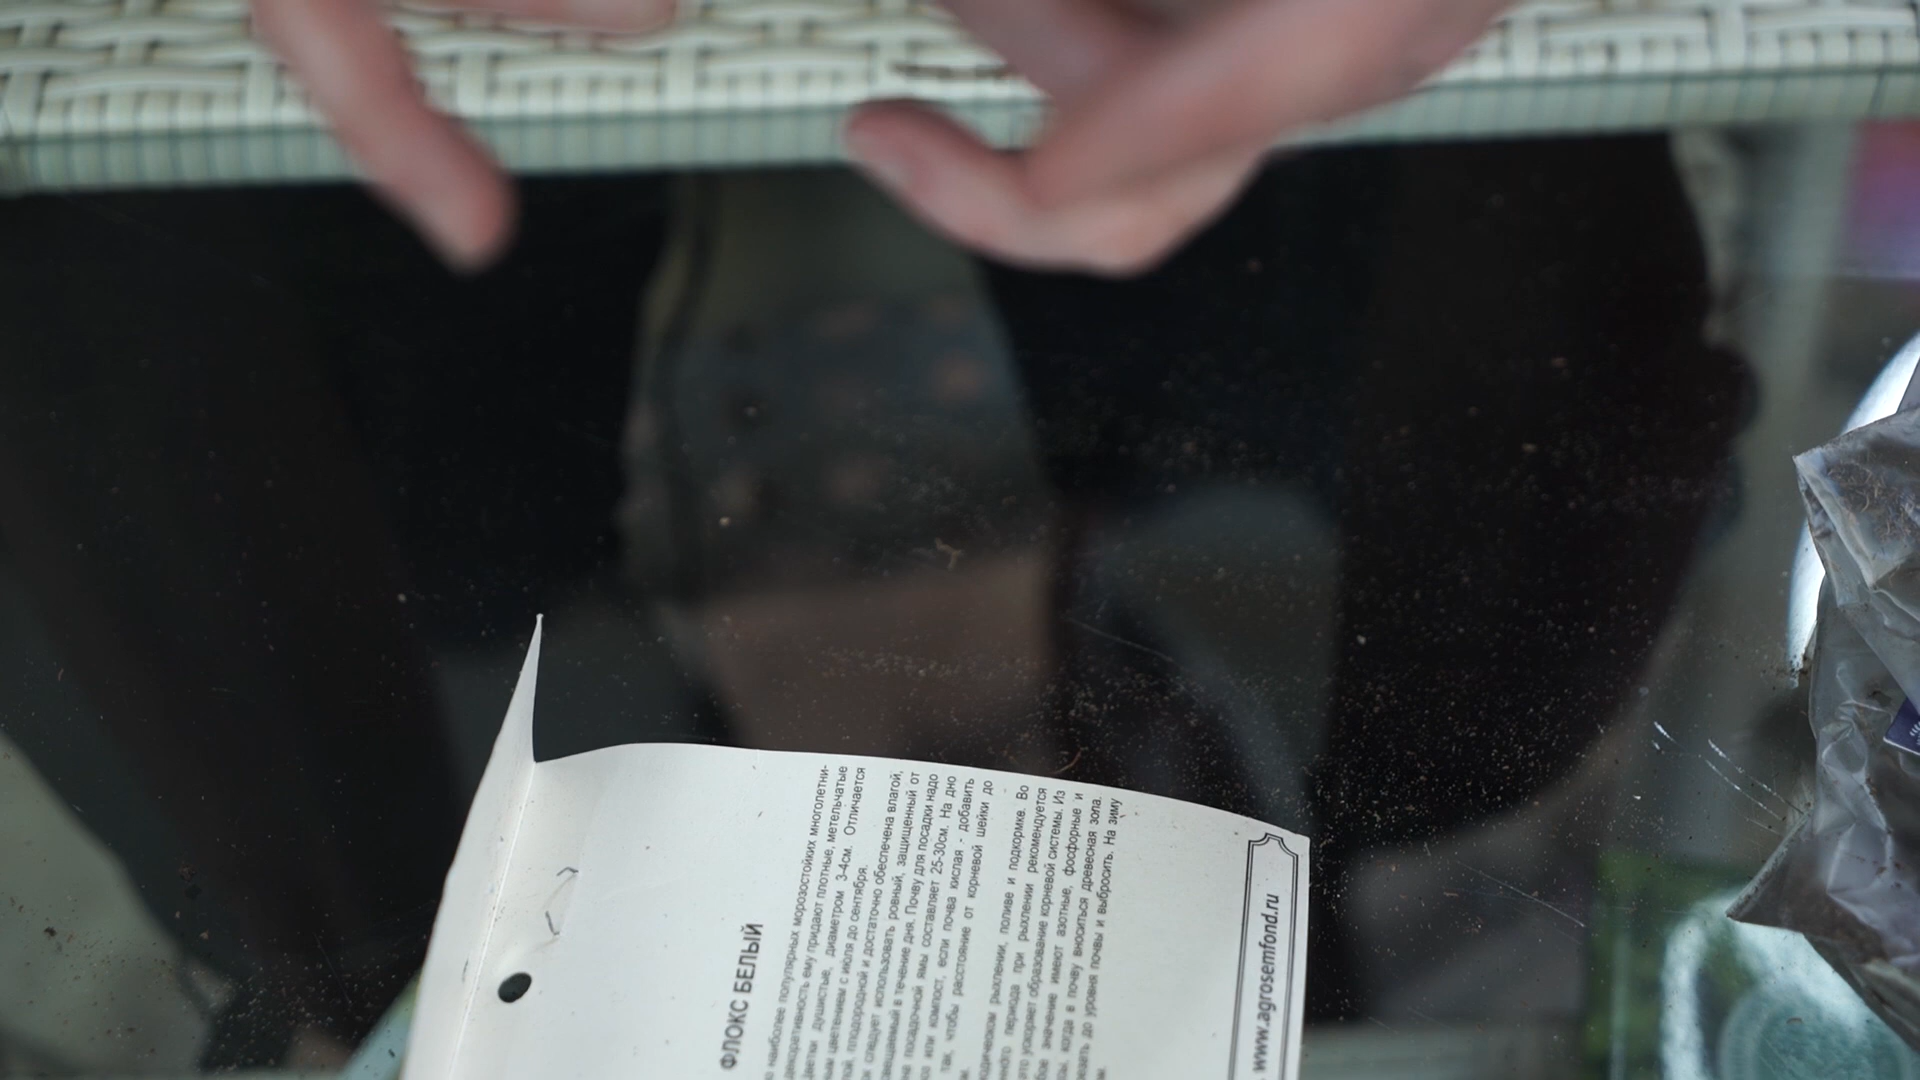 ФЛОКС БЕЛЫЙ
наиболее популярных морозостойких многолетни-
декоративность ему придают плотные, метельчатые
цветки душистые, диаметром 3-4см. Отличается
цветением с июля до сентября.
плодородной и достаточно обеспечена влагой,
следует использовать ровный, защищенный от
в течение дня. Почву для посадки надо
посадочной ямы составляет 25-30см. На дно
или компост, если почва кислая - добавить
так, чтобы расстояние от корневой шейки до
рыхлении, поливе и подкормке. Во
периода при рыхлении рекомендуется
ускоряет образование корневой системы. Из
значение имеют азотные, фосфорные и
когда в почву вноситься древесная зола.
до уровня почвы и выбросить. На зиму
www.agrosemfond.ru